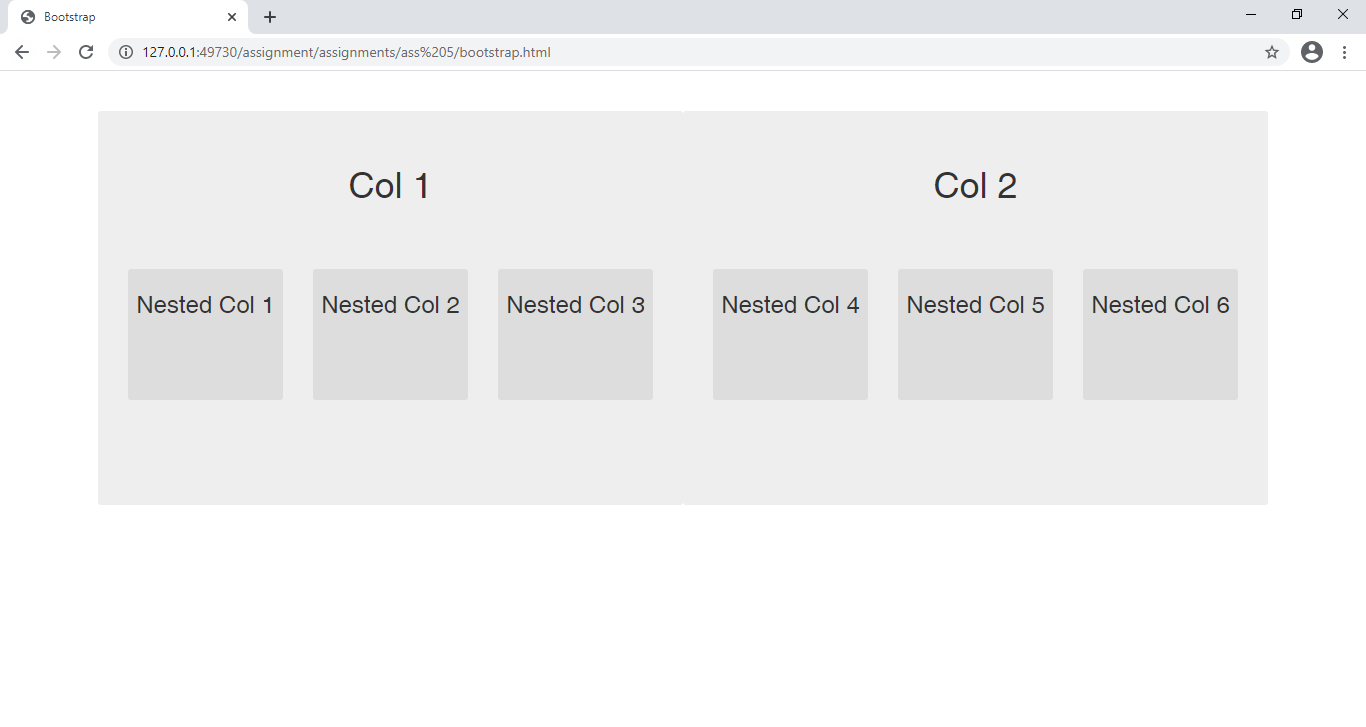 Bootstrap
127.0.0.1:49730/assignment/assignments/ass%205/bootstrap.html
Col 1
Col 2
Nested Col 1
Nested Col 2
Nested Col 3
Nested Col 4
Nested Col 5
Nested Col 6